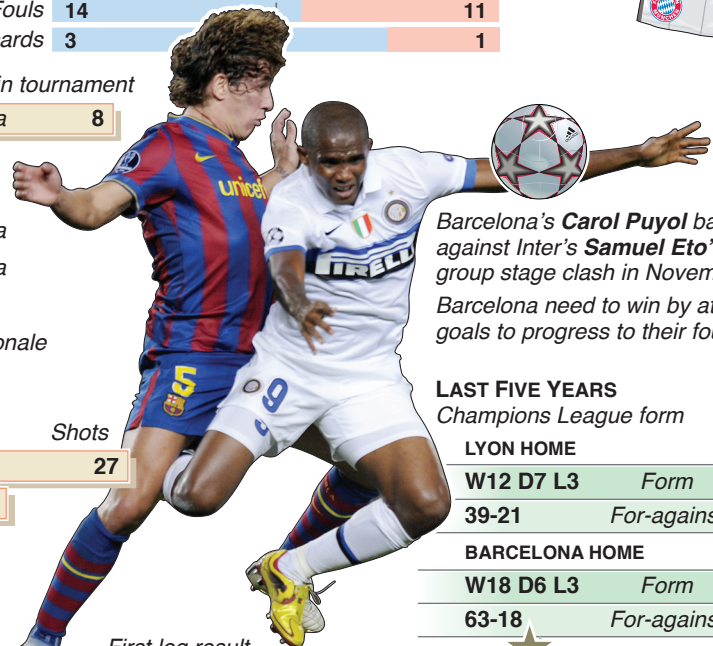 Fouls 14 11
cards 3 1
in tournament
a 8
a
a
onale
unicef
PIRELLI
5
9
Shots
27
Barcelona's Carol Puyol ba
against Inter's Samuel Eto'
group stage clash in Novem
Barcelona need to win by at
goals to progress to their fou
LAST FIVE YEARS
Champions League form
LYON HOME
W12 D7 L3 Form
39-21 For-agains
BARCELONA HOME
W18 D6 L3 Form
63-18 For-agains
First leg result